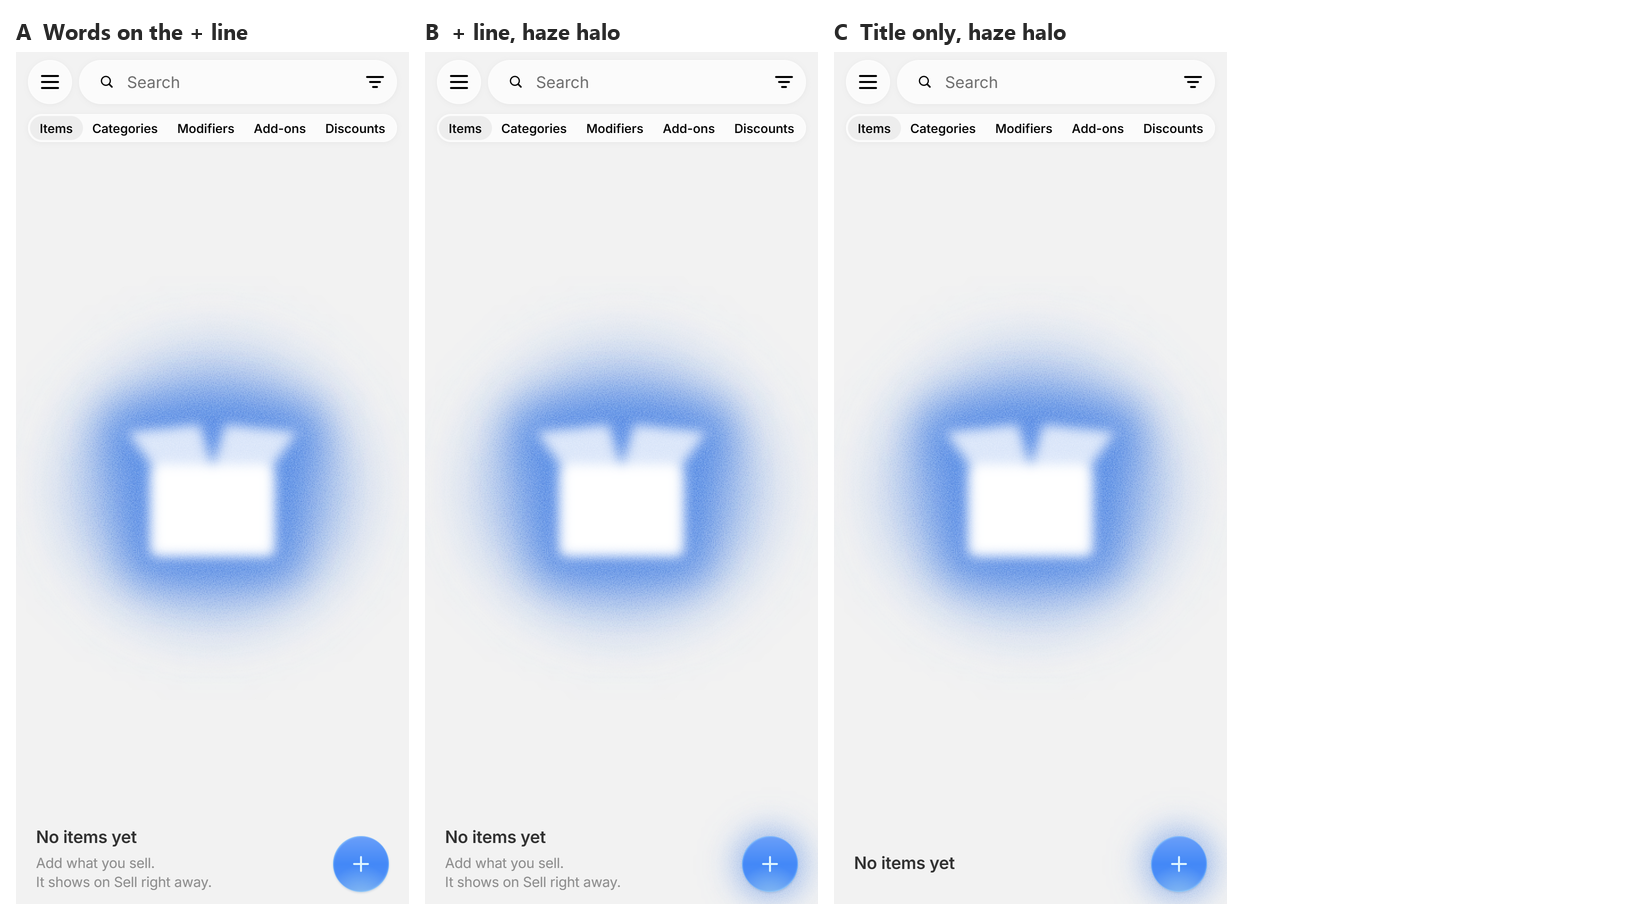 A Words on the + line
Search
Items Categories Modifiers Add-ons Discounts
No items yet
Add what you sell.
It shows on Sell right away.
B + line, haze halo
Search
Items Categories Modifiers Add-ons Discounts
No items yet
Add what you sell.
It shows on Sell right away.
C Title only, haze halo
Search
Items Categories Modifiers Add-ons Discounts
No items yet